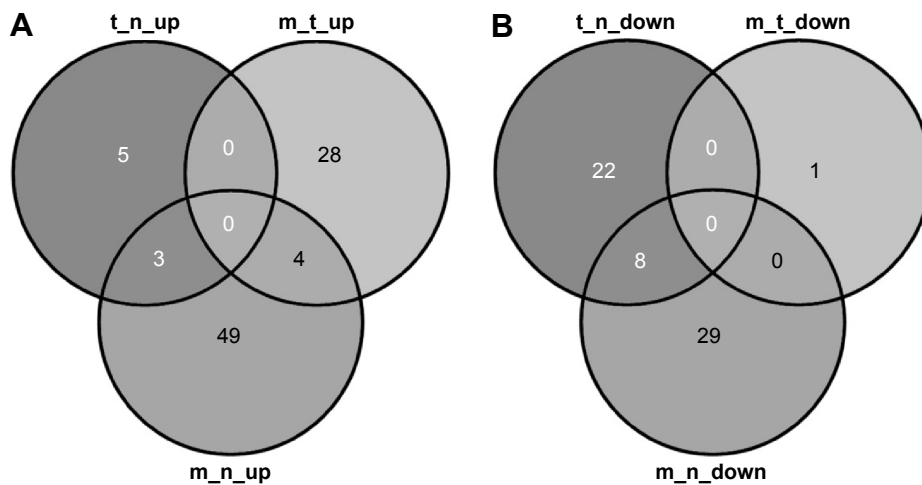 A
t_n_up
m_t_up
5
0
28
0
3
4
49
m_n_up
B
t_n_down
m_t_down
22
0
1
0
8
0
29
m_n_down